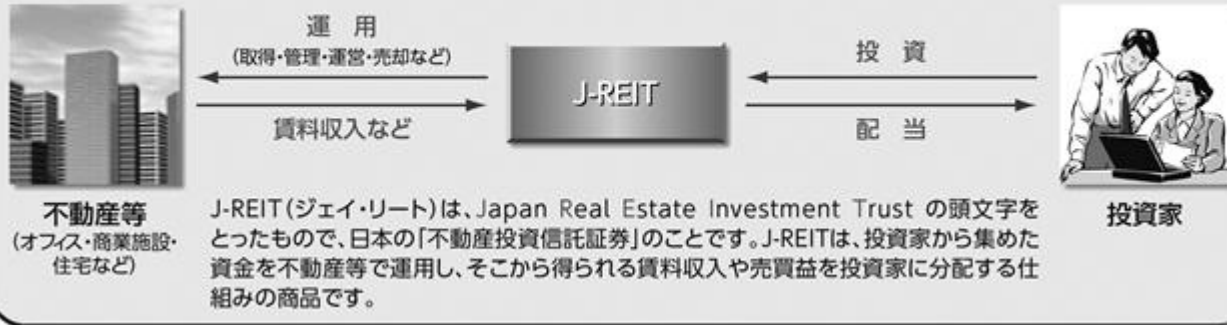 運 用
(取得・管理・運営・売却など)
賃料収入など
J-REIT
投 資
配 当
不動産等
(オフィス・商業施設・
住宅など)
投資家
J-REIT(ジェイ・リート)は、Japan Real Estate Investment Trust の頭文字を
とったもので、日本の「不動産投資信託証券」のことです。J-REITは、投資家から集めた
資金を不動産等で運用し、そこから得られる賃料収入や売買益を投資家に分配する仕
組みの商品です。